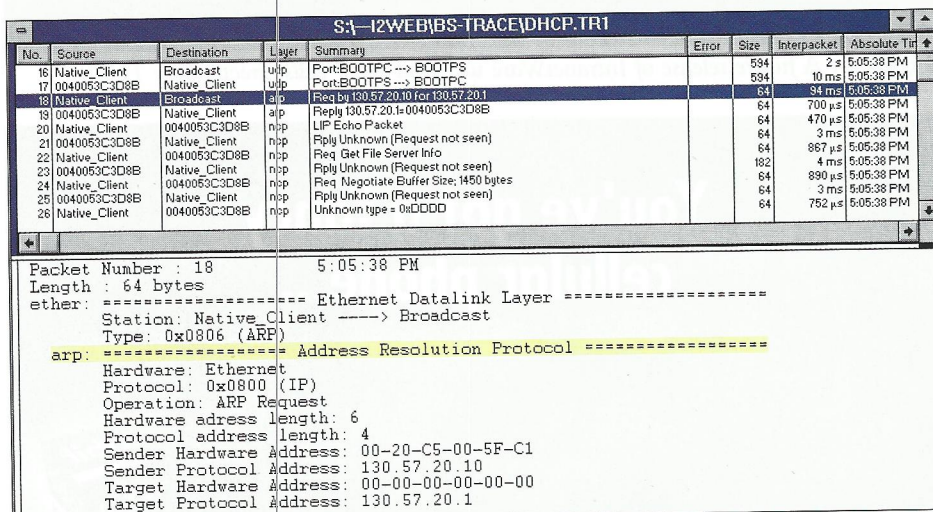 S:\—I2WEB\BS-TRACE\DHCP.TR1
No. Source Destination Layer Summary Error Size Interpacket Absolute Tir
16 Native_Client Broadcast udp Port:BOOTPC ---> BOOTPS 594 2 s 5:05:38 PM
17 0040053C3D8B Native_Client udp Port:BOOTPS ---> BOOTPC 594 10 ms 5:05:38 PM
18 Native_Client Broadcast arp Req by 130.57.20.10 for 130.57.20.1 64 94 ms 5:05:38 PM
19 0040053C3D8B Native_Client arp Reply 130.57.20.1=0040053C3D8B 64 700 µs 5:05:38 PM
20 Native_Client 0040053C3D8B ncp LIP Echo Packet 64 470 µs 5:05:38 PM
21 0040053C3D8B Native_Client ncp Rply Unknown (Request not seen) 64 3 ms 5:05:38 PM
22 Native_Client 0040053C3D8B ncp Req Get File Server Info 64 867 µs 5:05:38 PM
23 0040053C3D8B Native_Client ncp Rply Unknown (Request not seen) 182 4 ms 5:05:38 PM
24 Native_Client 0040053C3D8B ncp Req Negotiate Buffer Size; 1450 bytes 64 890 µs 5:05:38 PM
25 0040053C3D8B Native_Client ncp Rply Unknown (Request not seen) 64 3 ms 5:05:38 PM
26 Native_Client 0040053C3D8B ncp Unknown type = 0xDDDD 64 752 µs 5:05:38 PM
Packet Number : 18 5:05:38 PM
Length : 64 bytes
ether: ==================== Ethernet Datalink Layer ====================
Station: Native_Client ----> Broadcast
Type: 0x0806 (ARP)
arp: ================== Address Resolution Protocol ==================
Hardware: Ethernet
Protocol: 0x0800 (IP)
Operation: ARP Request
Hardware adress length: 6
Protocol address length: 4
Sender Hardware Address: 00-20-C5-00-5F-C1
Sender Protocol Address: 130.57.20.10
Target Hardware Address: 00-00-00-00-00-00
Target Protocol Address: 130.57.20.1